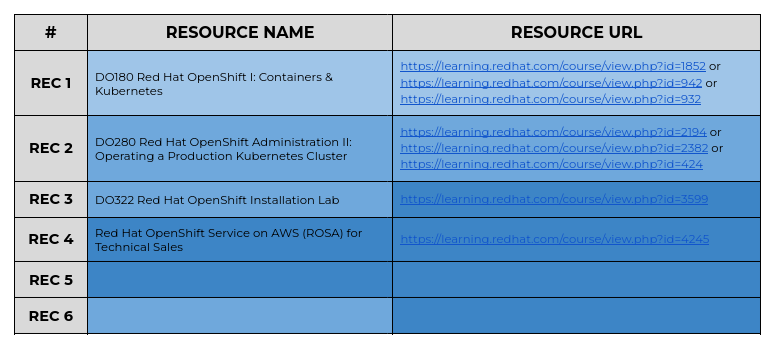 # RESOURCE NAME RESOURCE URL
REC 1
DO180 Red Hat OpenShift I: Containers &
Kubernetes
https://learning.redhat.com/course/view.php?id=1852 or
https://learning.redhat.com/course/view.php?id=942 or
https://learning.redhat.com/course/view.php?id=932
REC 2
DO280 Red Hat OpenShift Administration II:
Operating a Production Kubernetes Cluster
https://learning.redhat.com/course/view.php?id=2194 or
https://learning.redhat.com/course/view.php?id=2382 or
https://learning.redhat.com/course/view.php?id=424
REC 3
DO322 Red Hat OpenShift Installation Lab
https://learning.redhat.com/course/view.php?id=3599
REC 4
Red Hat OpenShift Service on AWS (ROSA) for
Technical Sales
https://learning.redhat.com/course/view.php?id=4245
REC 5
REC 6